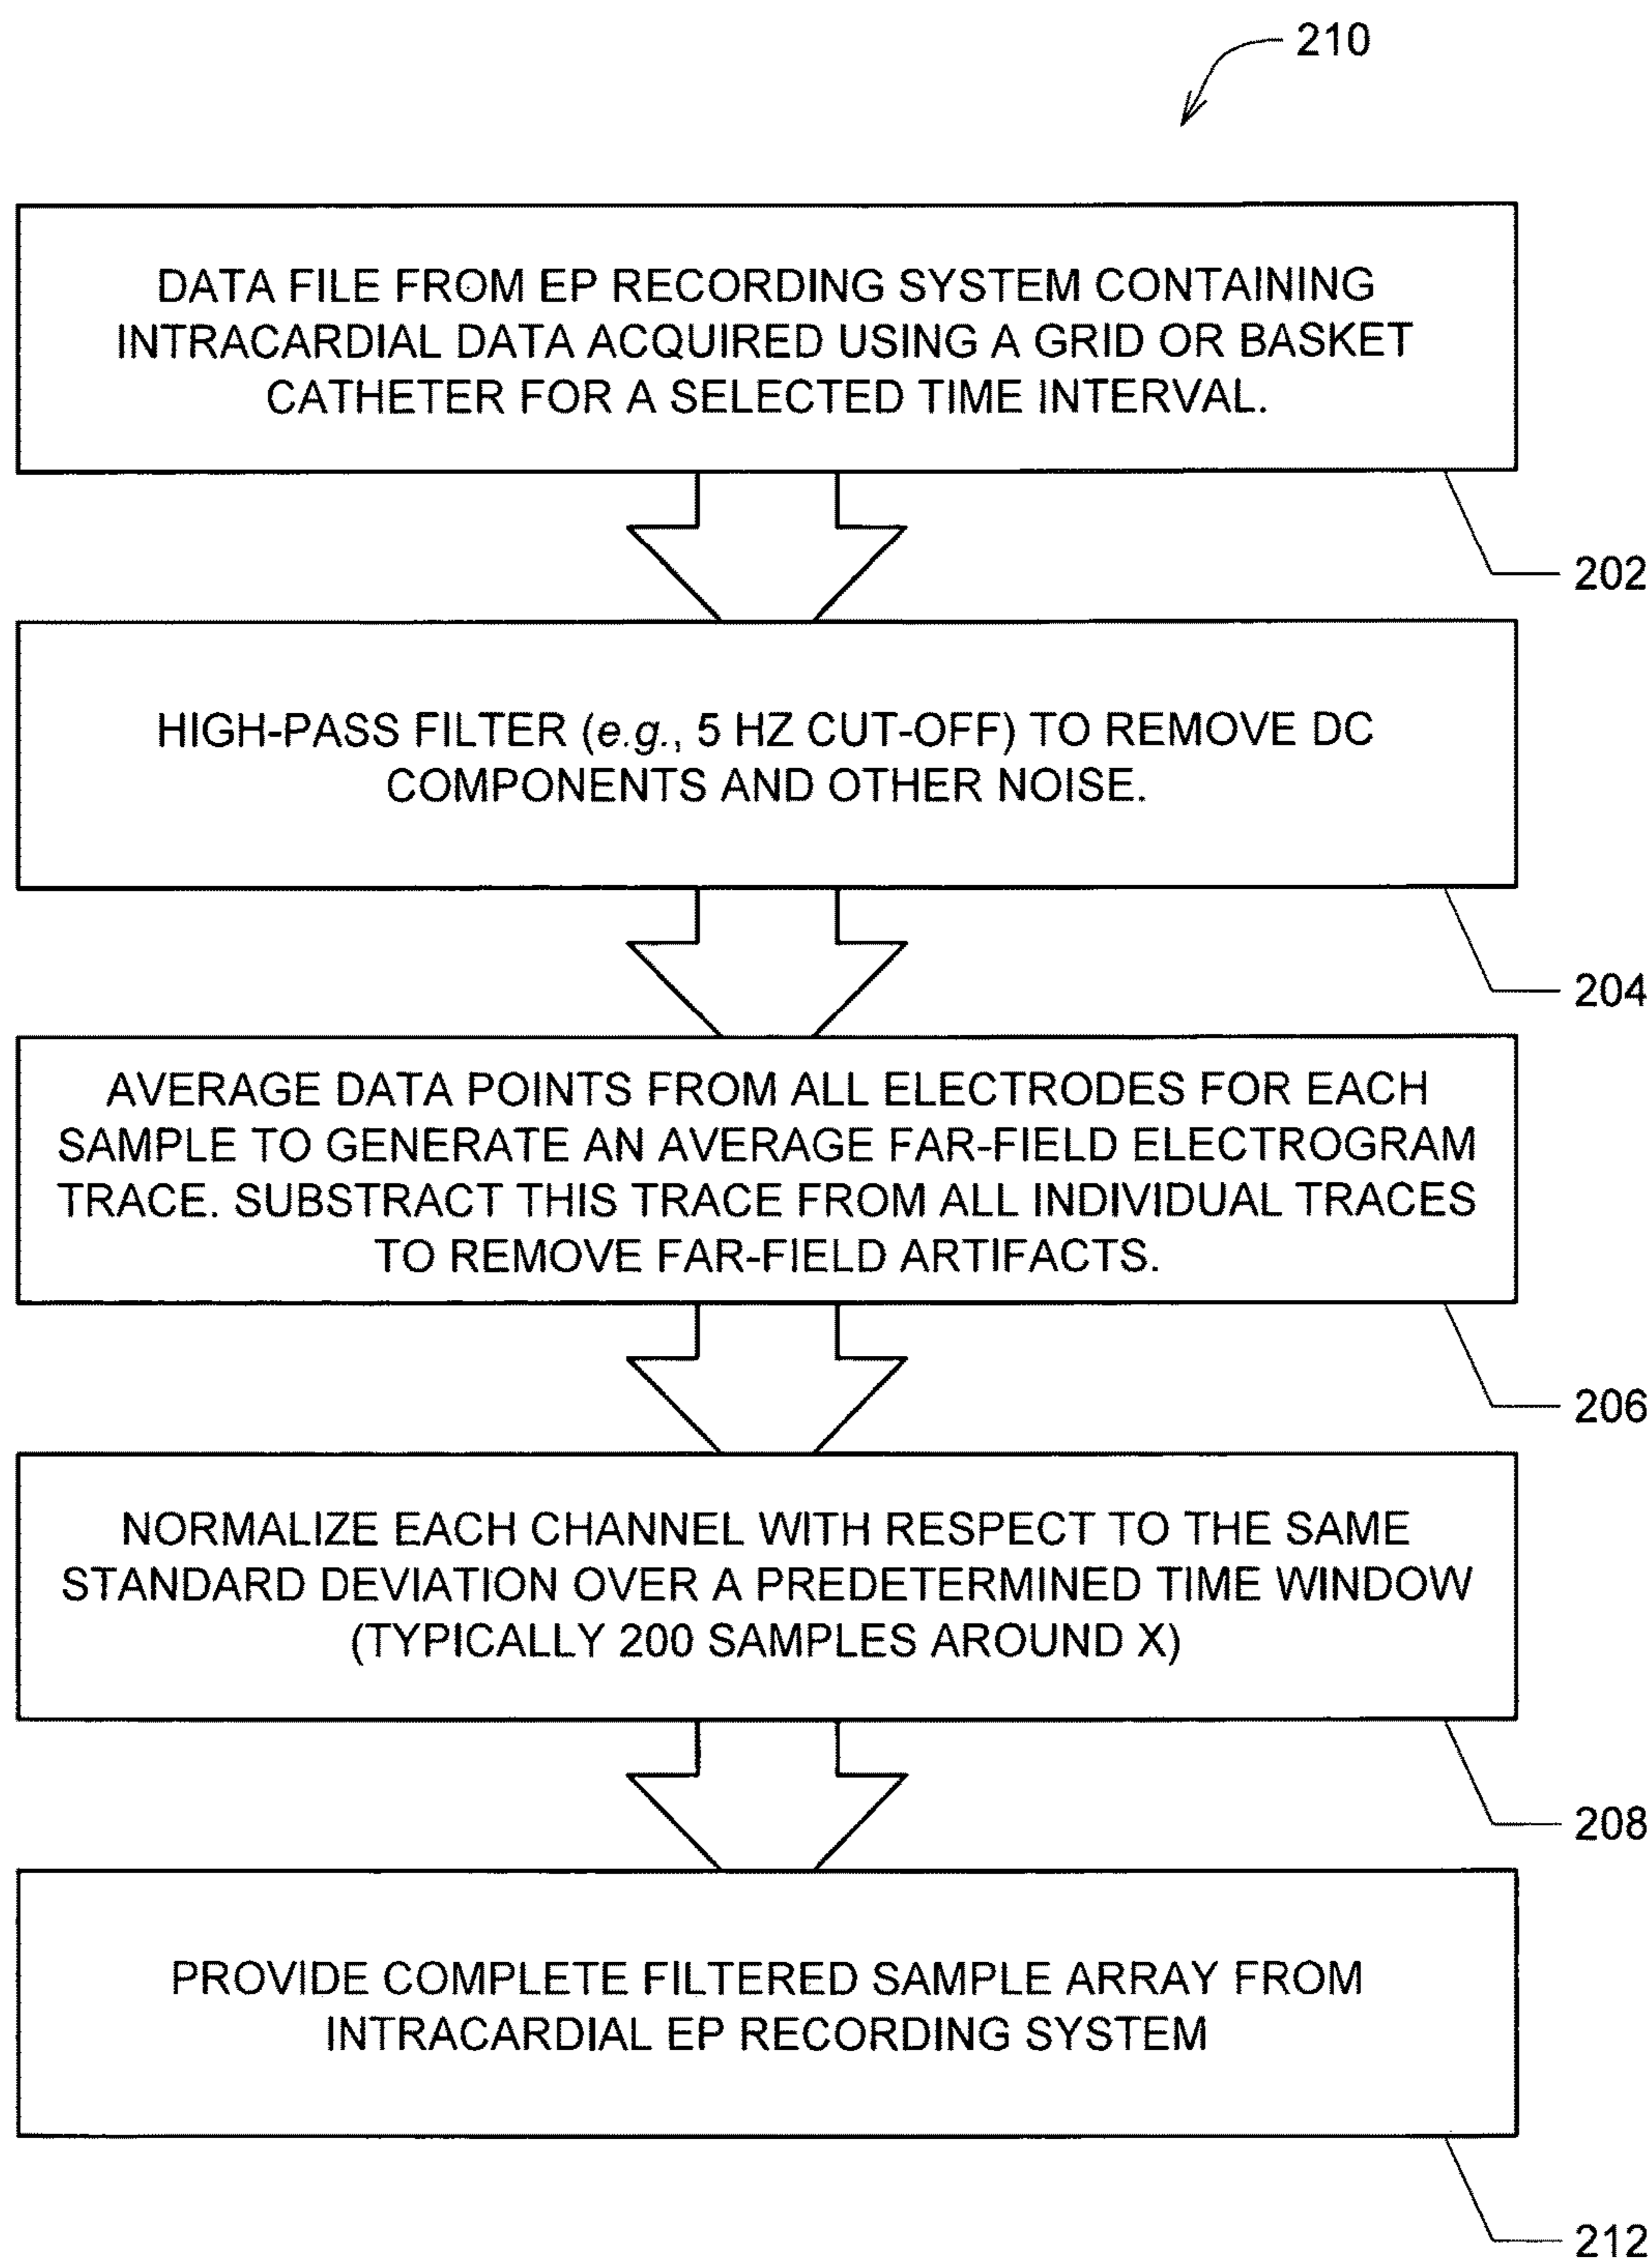 210
DATA FILE FROM EP RECORDING SYSTEM CONTAINING
INTRACARDIAL DATA ACQUIRED USING A GRID OR BASKET
CATHETER FOR A SELECTED TIME INTERVAL.
202
HIGH-PASS FILTER (e.g., 5 HZ CUT-OFF) TO REMOVE DC
COMPONENTS AND OTHER NOISE.
204
AVERAGE DATA POINTS FROM ALL ELECTRODES FOR EACH
SAMPLE TO GENERATE AN AVERAGE FAR-FIELD ELECTROGRAM
TRACE. SUBSTRACT THIS TRACE FROM ALL INDIVIDUAL TRACES
TO REMOVE FAR-FIELD ARTIFACTS.
206
NORMALIZE EACH CHANNEL WITH RESPECT TO THE SAME
STANDARD DEVIATION OVER A PREDETERMINED TIME WINDOW
(TYPICALLY 200 SAMPLES AROUND X)
208
PROVIDE COMPLETE FILTERED SAMPLE ARRAY FROM
INTRACARDIAL EP RECORDING SYSTEM
212